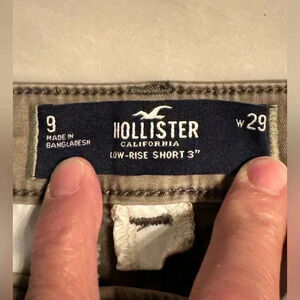 9
MADE IN
BANGLADESH
HOLLISTER
CALIFORNIA
LOW-RISE SHORT 3"
W 29